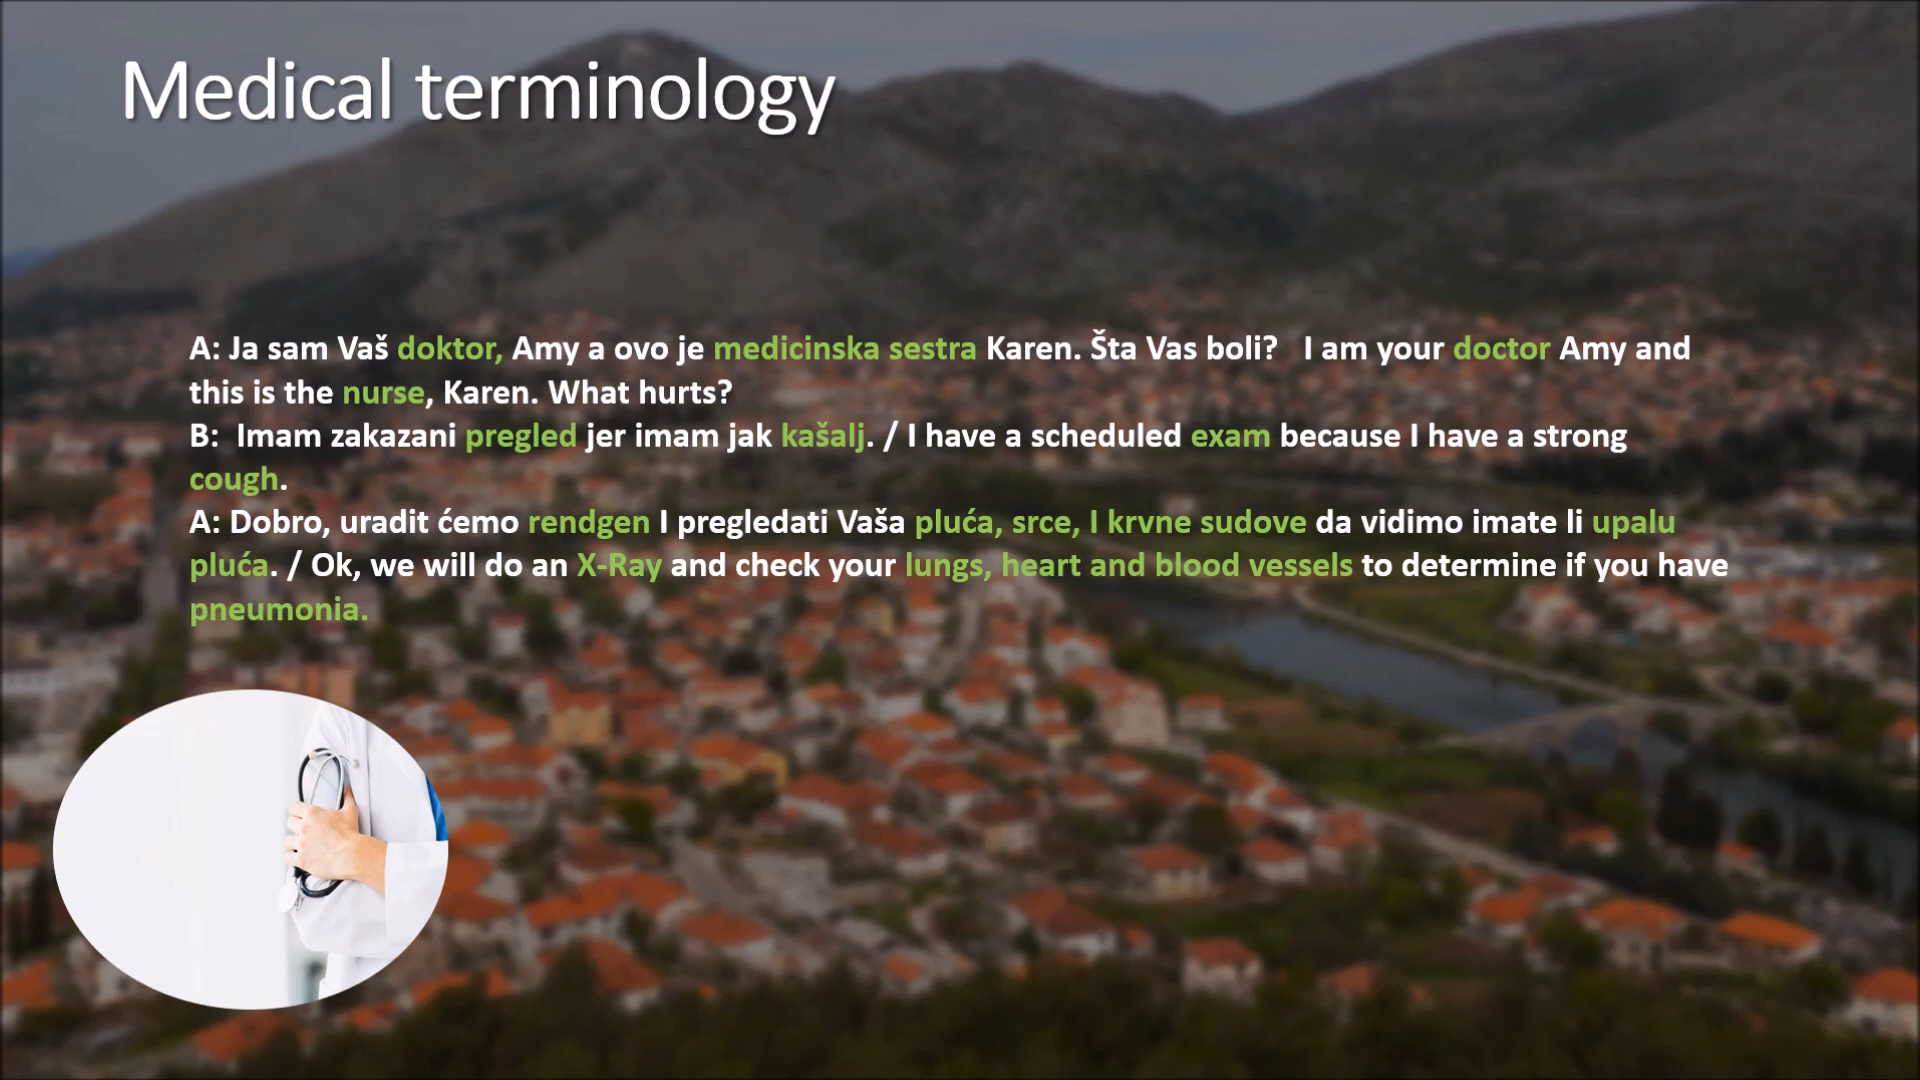 Medical terminology
A: Ja sam Vaš doktor, Amy a ovo je medicinska sestra Karen. Šta Vas boli?   I am your doctor Amy and
this is the nurse, Karen. What hurts?
B:  Imam zakazani pregled jer imam jak kašalj. / I have a scheduled exam because I have a strong
cough.
A: Dobro, uradit ćemo rendgen I pregledati Vaša pluća, srce, I krvne sudove da vidimo imate li upalu
pluća. / Ok, we will do an X-Ray and check your lungs, heart and blood vessels to determine if you have
pneumonia.